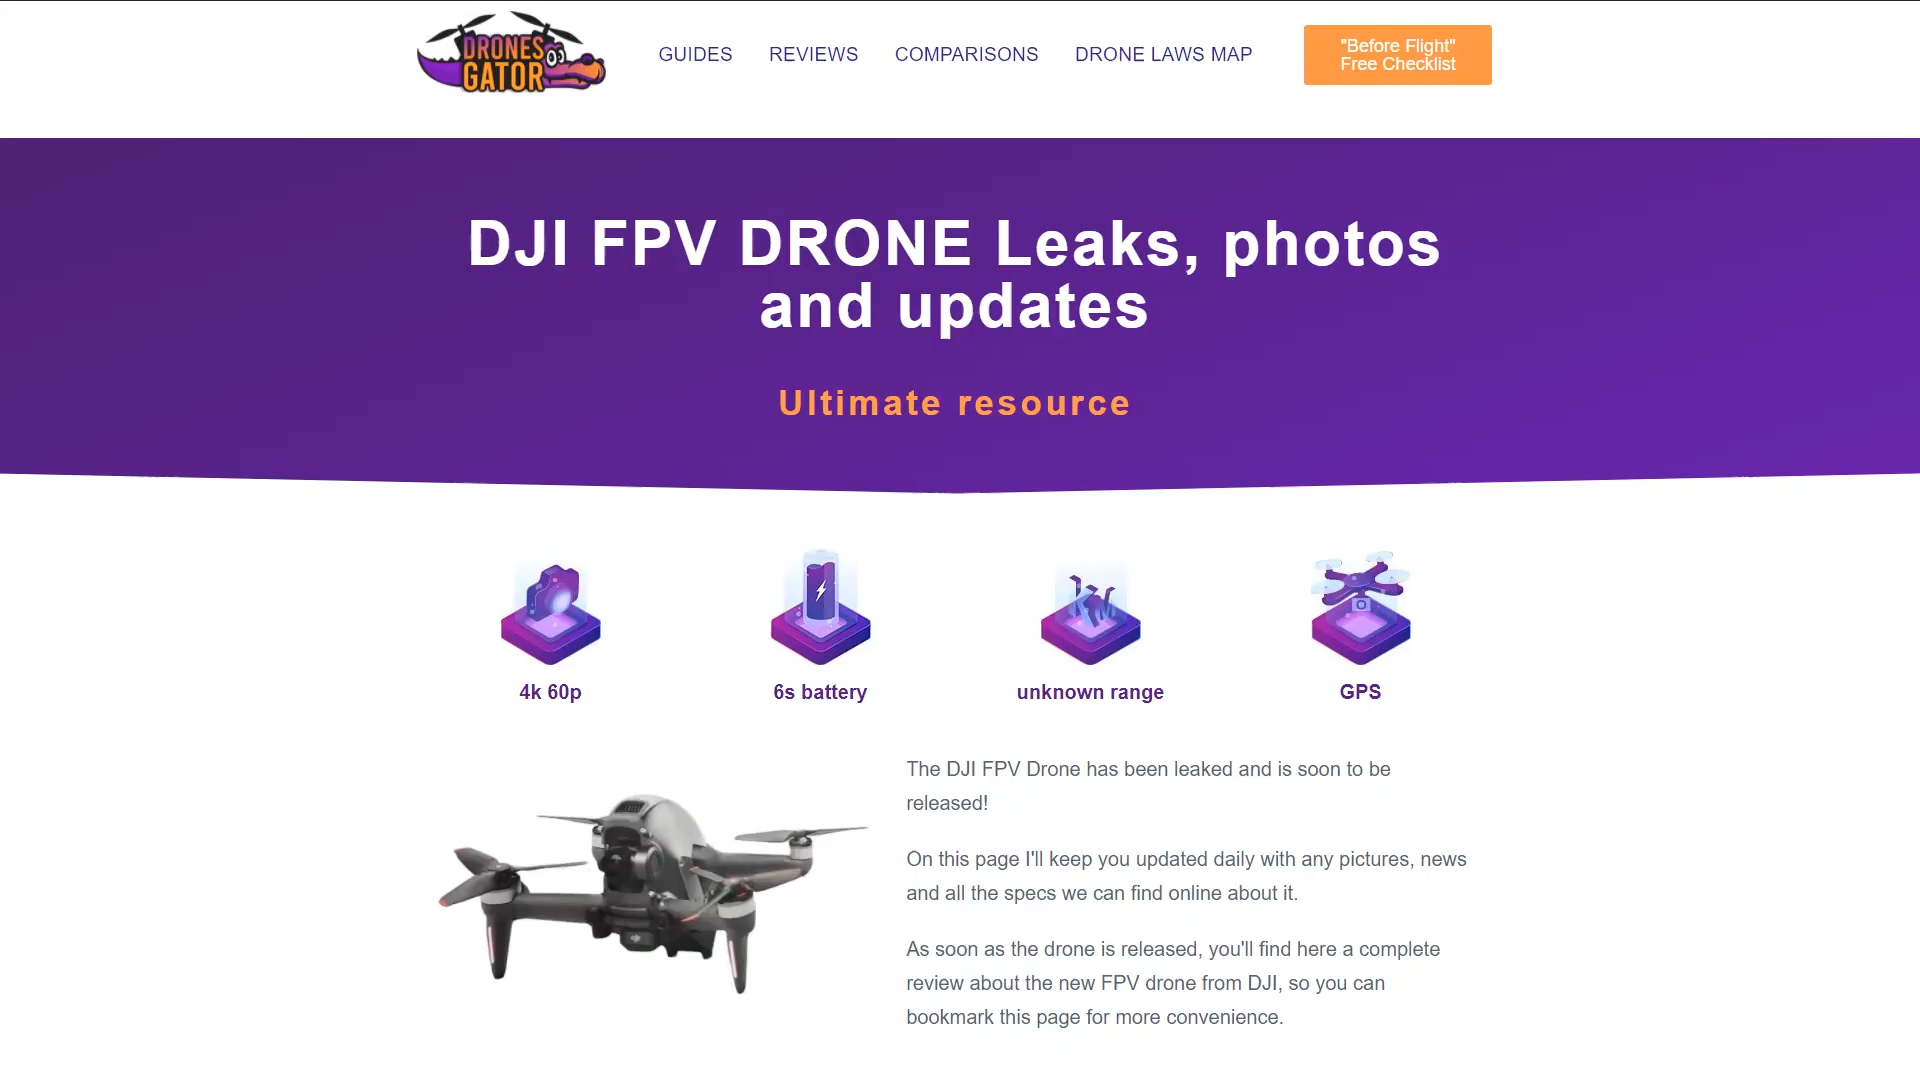 DRONES
GATOR
GUIDES
REVIEWS
COMPARISONS
DRONE LAWS MAP
"Before Flight"
Free Checklist
DJI FPV DRONE Leaks, photos
and updates
Ultimate resource
KM
4k 60p
6s battery
unknown range
GPS
The DJI FPV Drone has been leaked and is soon to be
released!
On this page I'll keep you updated daily with any pictures, news
and all the specs we can find online about it.
As soon as the drone is released, you'll find here a complete
review about the new FPV drone from DJI, so you can
bookmark this page for more convenience.